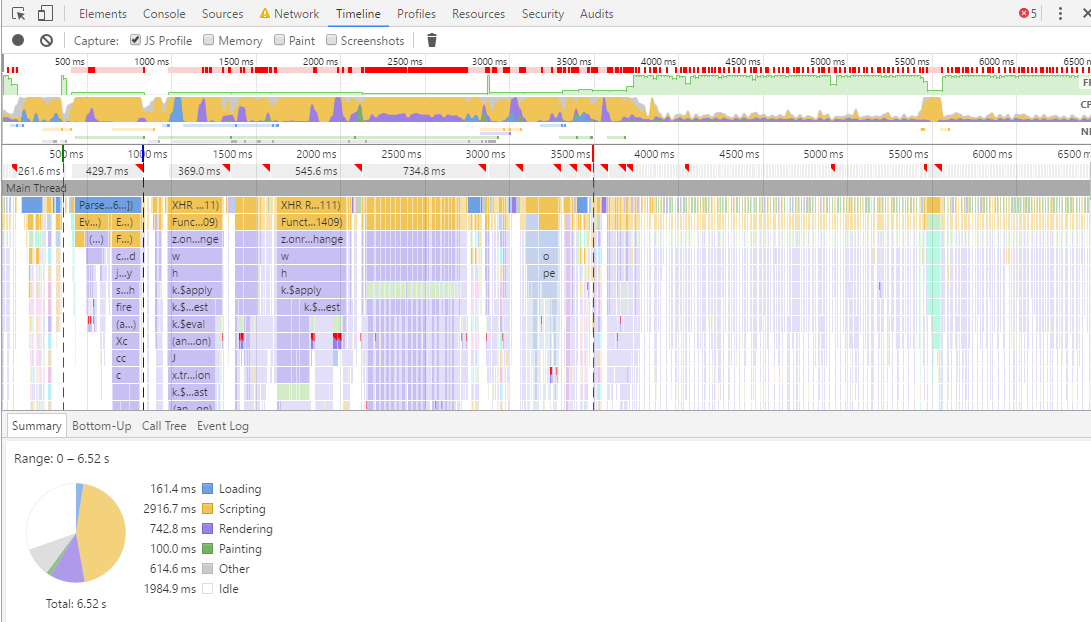 Elements Console Sources Network Timeline Profiles Resources Security Audits 5
Capture: JS Profile Memory Paint Screenshots
500 ms 1000 ms 1500 ms 2000 ms 2500 ms 3000 ms 3500 ms 4000 ms 4500 ms 5000 ms 5500 ms 6000 ms 6500 m
FP
CP
NE
500 ms 1000 ms 1500 ms 2000 ms 2500 ms 3000 ms 3500 ms 4000 ms 4500 ms 5000 ms 5500 ms 6000 ms 6500
261.6 ms 429.7 ms 369.0 ms 545.6 ms 734.8 ms
Main Thread
Parse...6...]) XHR ...11) XHR R...111)
Ev...) E...) Func...09) Funct...1409)
(...) F...) z.on...nge z.onr...hange
c...d w w o
j...y h h pe
s...h k.$apply k.$apply
fire k.$...est k.$...est
(a...) k.$eval
Xc (an...on)
cc J
c x.tr...ion
k.$...ast
(an...on)
Summary Bottom-Up Call Tree Event Log
Range: 0 – 6.52 s
161.4 ms Loading
2916.7 ms Scripting
742.8 ms Rendering
100.0 ms Painting
614.6 ms Other
1984.9 ms Idle
Total: 6.52 s